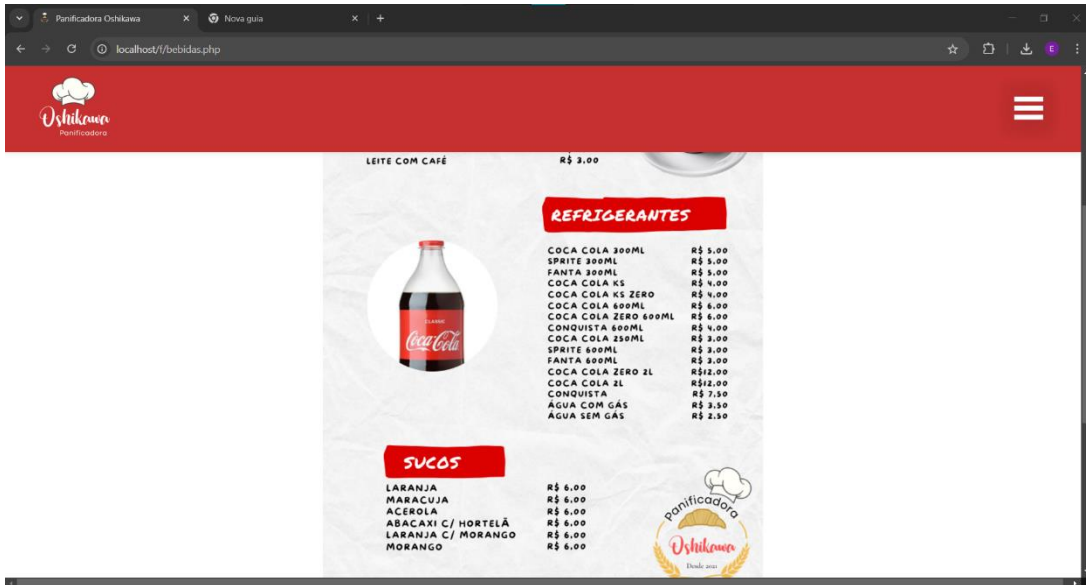 Panificadora Oshikawa
Nova guia
localhost/f/bebidas.php
E
Oshikawa
Panificadora
LEITE COM CAFÉ R$ 3.00
REFRIGERANTES
COCA COLA 300ML R$ 5.00
SPRITE 300ML R$ 5.00
FANTA 300ML R$ 5.00
COCA COLA KS R$ 4.00
COCA COLA KS ZERO R$ 4.00
COCA COLA 600ML R$ 6.00
COCA COLA ZERO 600ML R$ 6.00
CONQUISTA 600ML R$ 4.00
COCA COLA 250ML R$ 3.00
SPRITE 600ML R$ 3.00
FANTA 600ML R$ 3.00
COCA COLA ZERO 2L R$12.00
COCA COLA 2L R$12.00
CONQUISTA R$ 7.50
ÁGUA COM GÁS R$ 3.50
ÁGUA SEM GÁS R$ 2.50
CLASSIC
Coca-Cola
SUCOS
LARANJA R$ 6.00
MARACUJA R$ 6.00
ACEROLA R$ 6.00
ABACAXI C/ HORTELÃ R$ 6.00
LARANJA C/ MORANGO R$ 6.00
MORANGO R$ 6.00
Panificadora
Oshikawa
Desde 2021